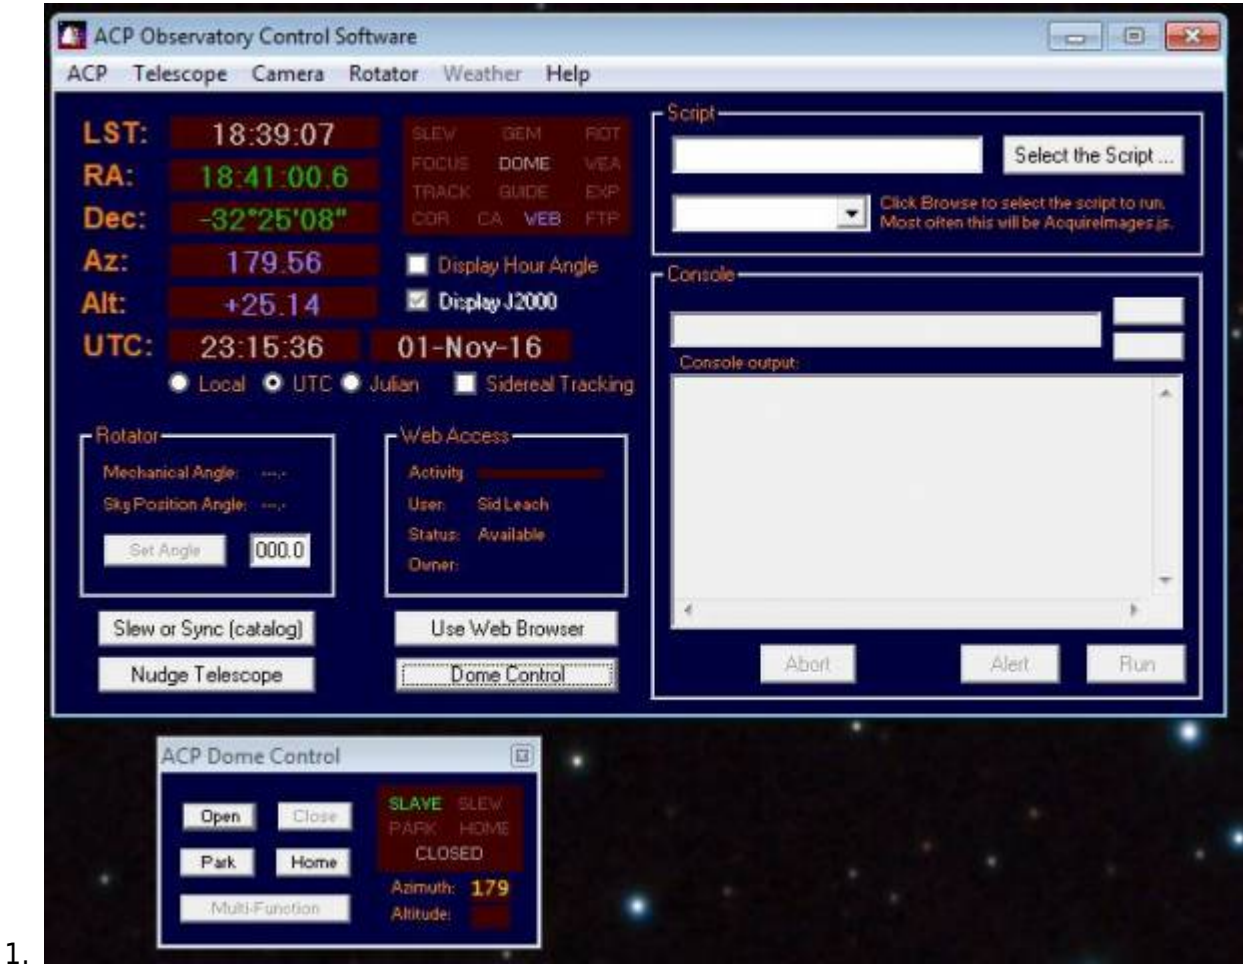 ACP Observatory Control Software
ACP Telescope Camera Rotator Weather Help
LST: 18:39:07
RA: 18:41:00.6
Dec: -32°25'08"
Az: 179.56
Alt: +25.14
UTC: 23:15:36 01-Nov-16
Local UTC Julian Sidereal Tracking
SLEW GEM ROT
FOCUS DOME WEA
TRACK GUIDE EXP
COR CA WEB FTP
Display Hour Angle
Display J2000
Rotator
Mechanical Angle: ---.-
Sky Position Angle: ---.-
Set Angle 000.0
Web Access
Activity
User: Sid Leach
Status: Available
Owner:
Slew or Sync (catalog) Use Web Browser
Nudge Telescope Dome Control
Script
Select the Script ...
Click Browse to select the script to run.
Most often this will be AcquireImages.js.
Console
Console output:
Abort Alert Run
ACP Dome Control
Open Close
Park Home
Multi-Function
SLAVE SLEW
PARK HOME
CLOSED
Azimuth: 179
Altitude:
1.